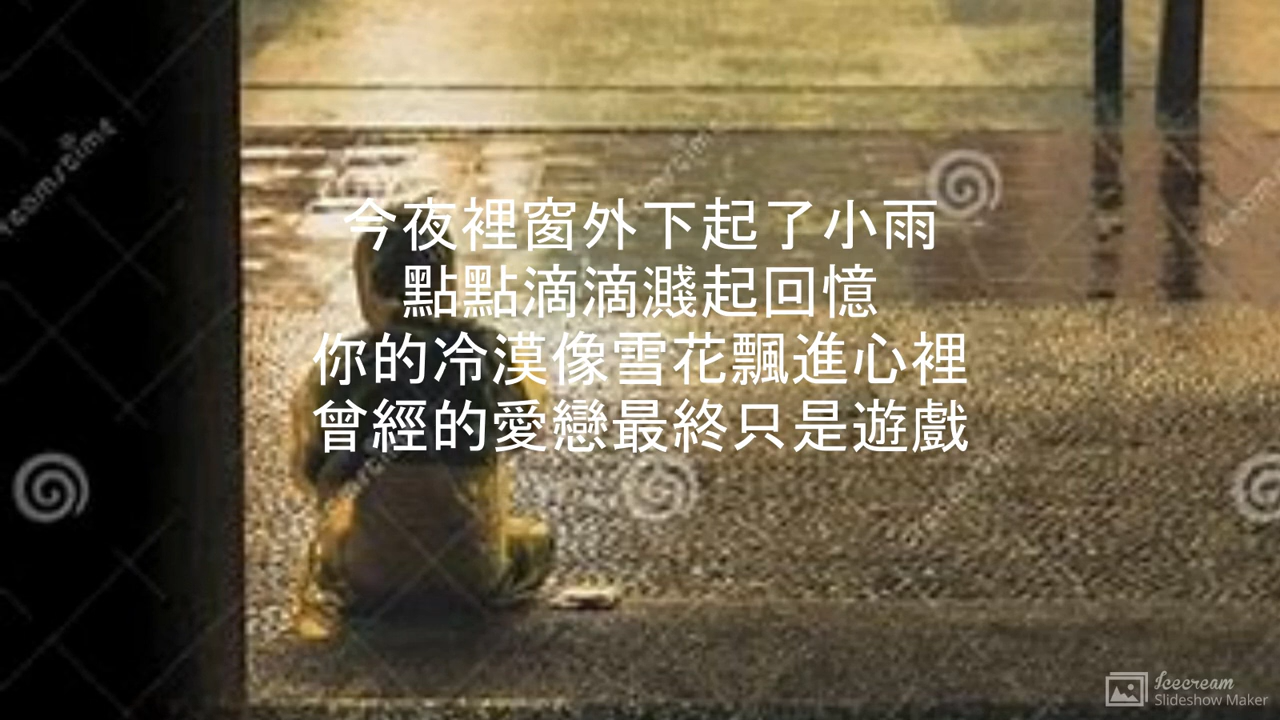 今夜裡窗外下起了小雨
點點滴滴濺起回憶
你的冷漠像雪花飄進心裡
曾經的愛戀最終只是遊戲
Icecream
Slideshow Maker